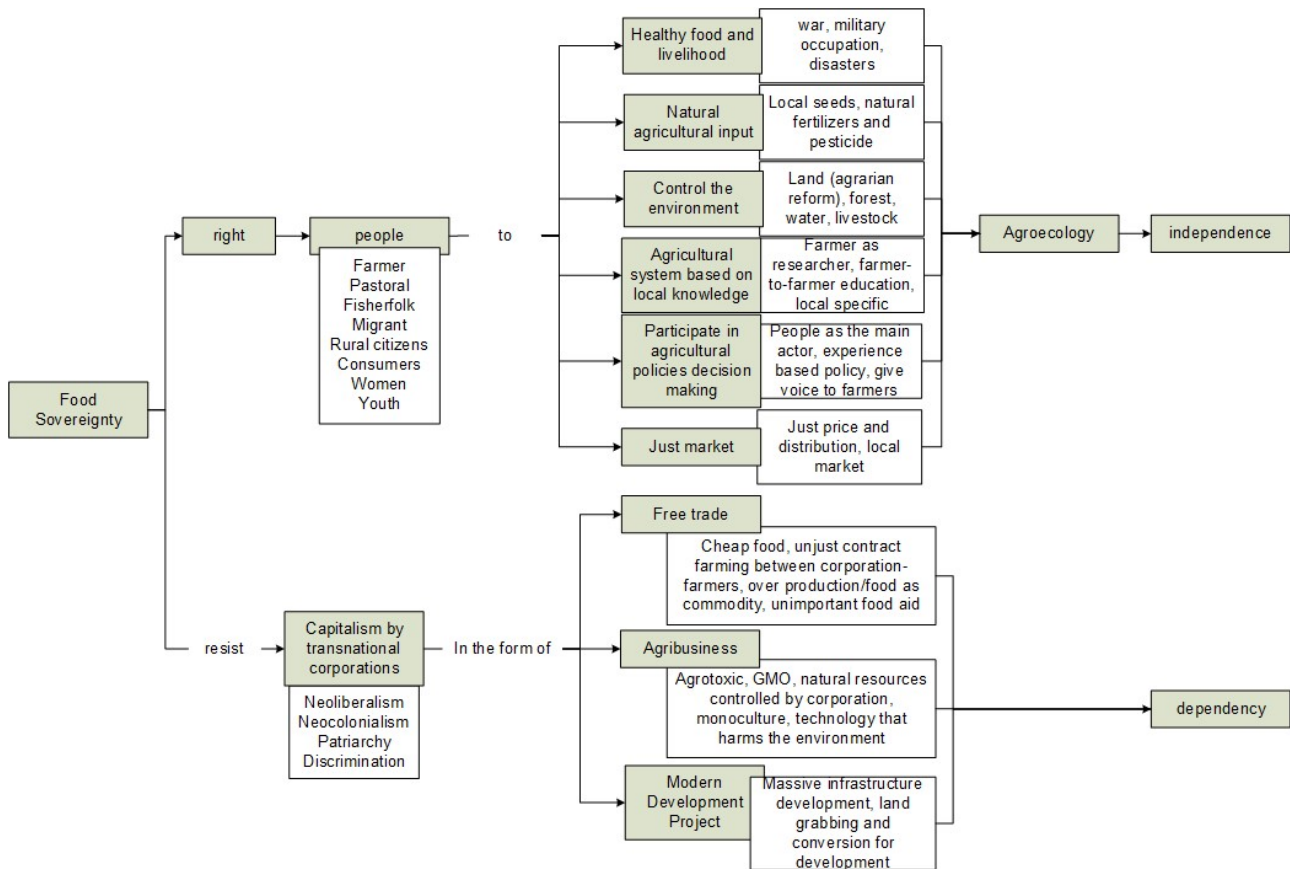 Healthy food and
livelihood
war, military
occupation,
disasters
Natural
agricultural input
Local seeds, natural
fertilizers and
pesticide
Control the
environment
Land (agrarian
reform), forest,
water, livestock
right
people
to
Agroecology
independence
Farmer
Pastoral
Fisherfolk
Migrant
Rural citizens
Consumers
Women
Youth
Agricultural
system based on
local knowledge
Farmer as
researcher, farmer-
to-farmer education,
local specific
Participate in
agricultural
policies decision
making
People as the main
actor, experience
based policy, give
voice to farmers
Food
Sovereignty
Just market
Just price and
distribution, local
market
Free trade
Cheap food, unjust contract
farming between corporation-
farmers, over production/food as
commodity, unimportant food aid
resist
Capitalism by
transnational
corporations
In the form of
Neoliberalism
Neocolonialism
Patriarchy
Discrimination
Agribusiness
Agrotoxic, GMO, natural resources
controlled by corporation,
monoculture, technology that
harms the environment
dependency
Modern
Development
Project
Massive infrastructure
development, land
grabbing and
conversion for
development